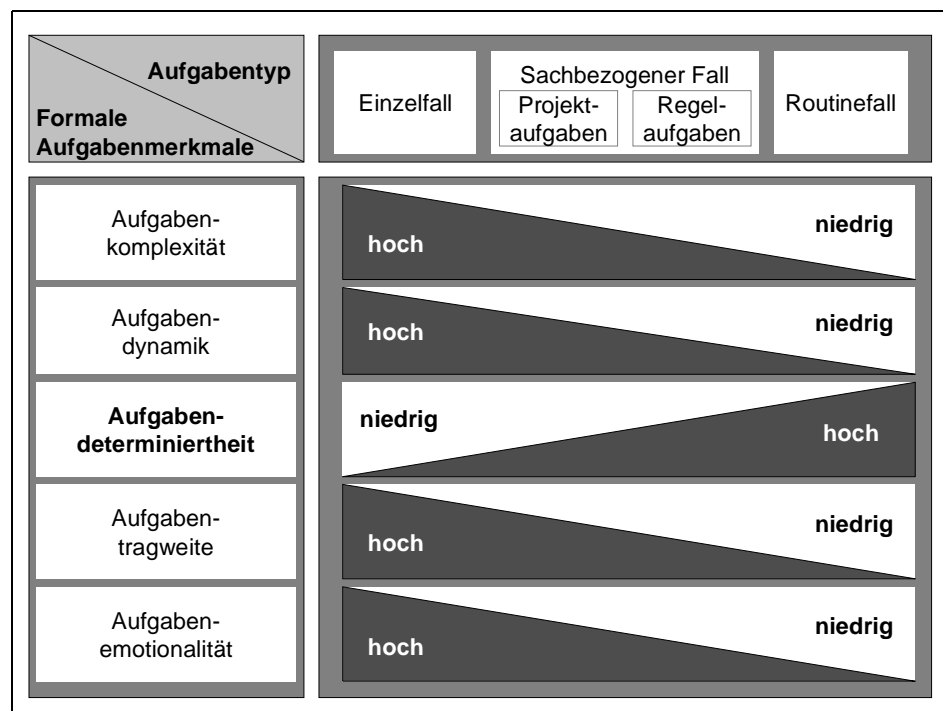 Aufgabentyp
Formale
Aufgabenmerkmale
Einzelfall
Sachbezogener Fall
Projekt-
aufgaben
Regel-
aufgaben
Routinefall
Aufgaben-
komplexität
hoch
niedrig
Aufgaben-
dynamik
hoch
niedrig
Aufgaben-
determiniertheit
niedrig
hoch
Aufgaben-
tragweite
hoch
niedrig
Aufgaben-
emotionalität
hoch
niedrig